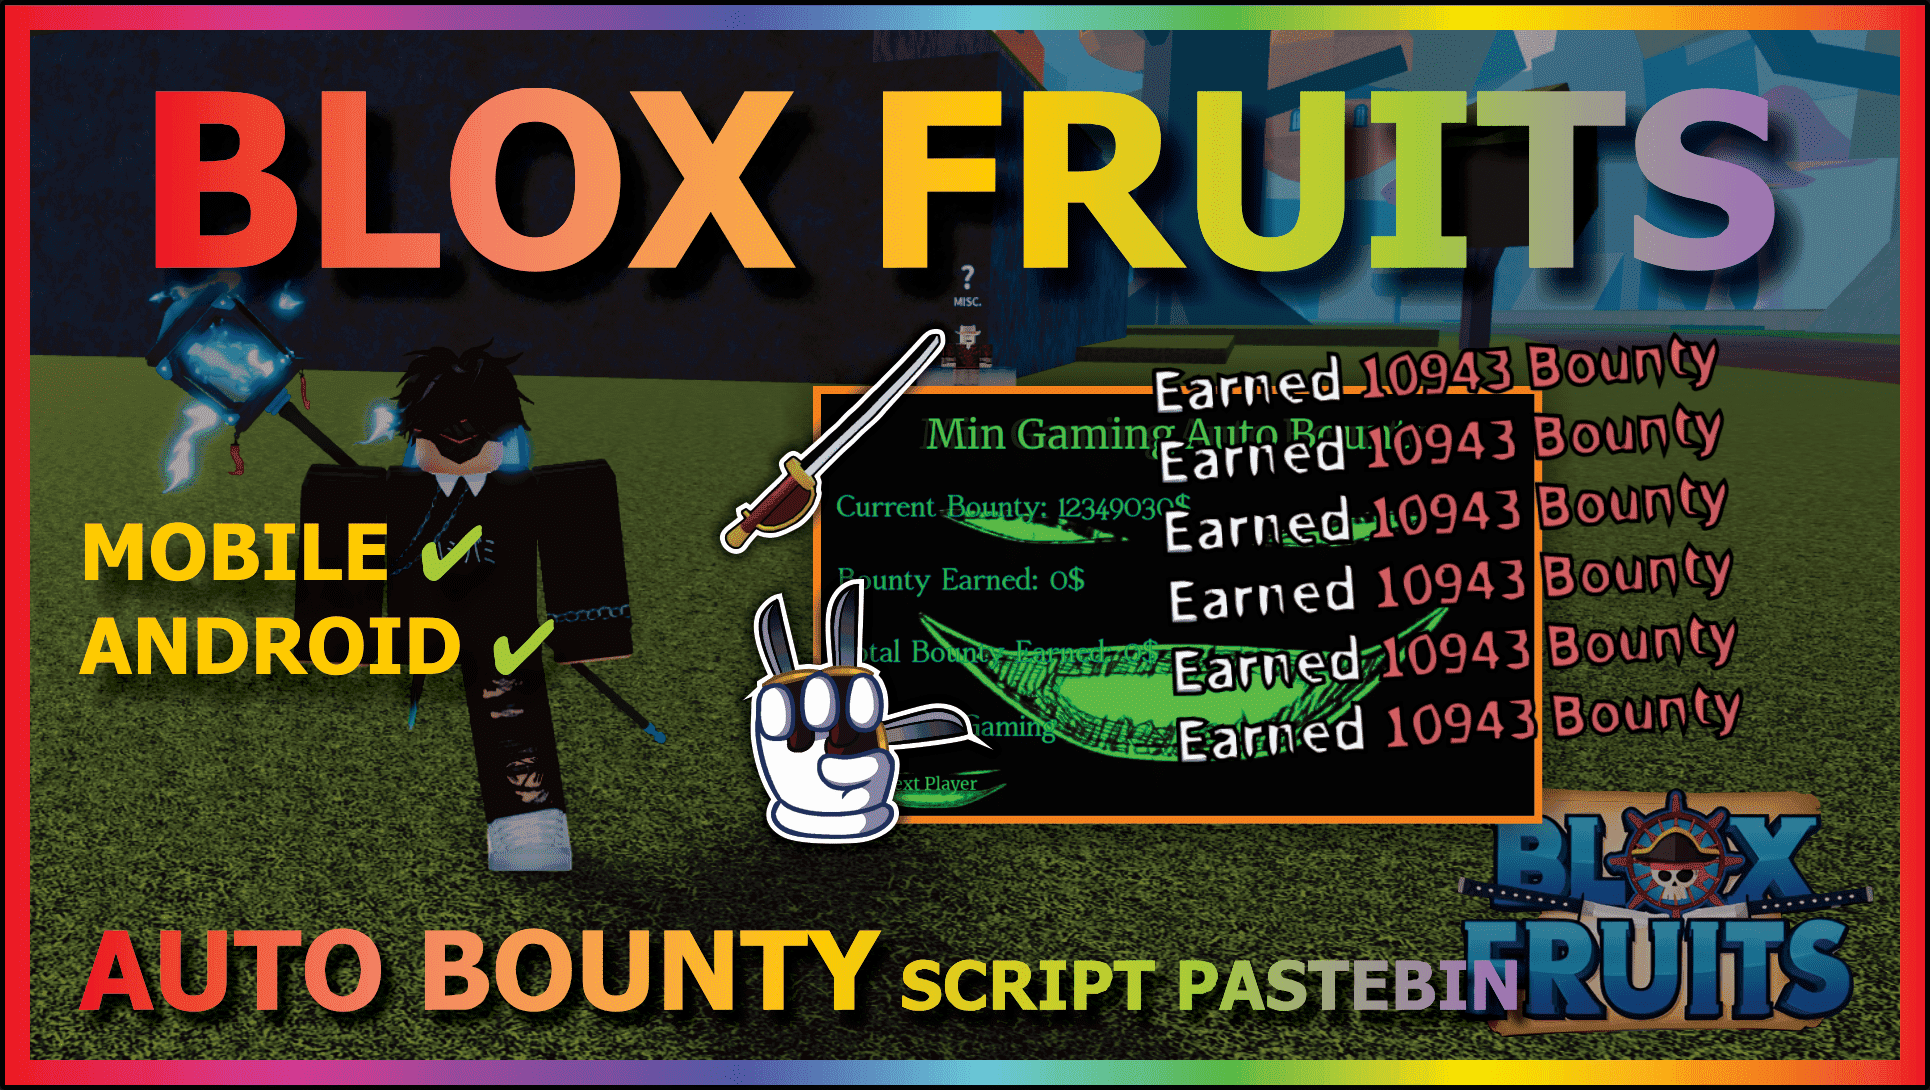 BLOX FRUITS
?
MISC.
Earned 10943 Bounty
Min Gaming Auto
Earned 10943 Bounty
Current Bounty: 12349030$
Earned 10943 Bounty
MOBILE ✔
Bounty Earned: 0$
Earned 10943 Bounty
ANDROID ✔
Total Bounty Earned: 0$
Earned 10943 Bounty
Gaming
Earned 10943 Bounty
Next Player
BLOX
FRUITS
AUTO BOUNTY SCRIPT PASTEBIN